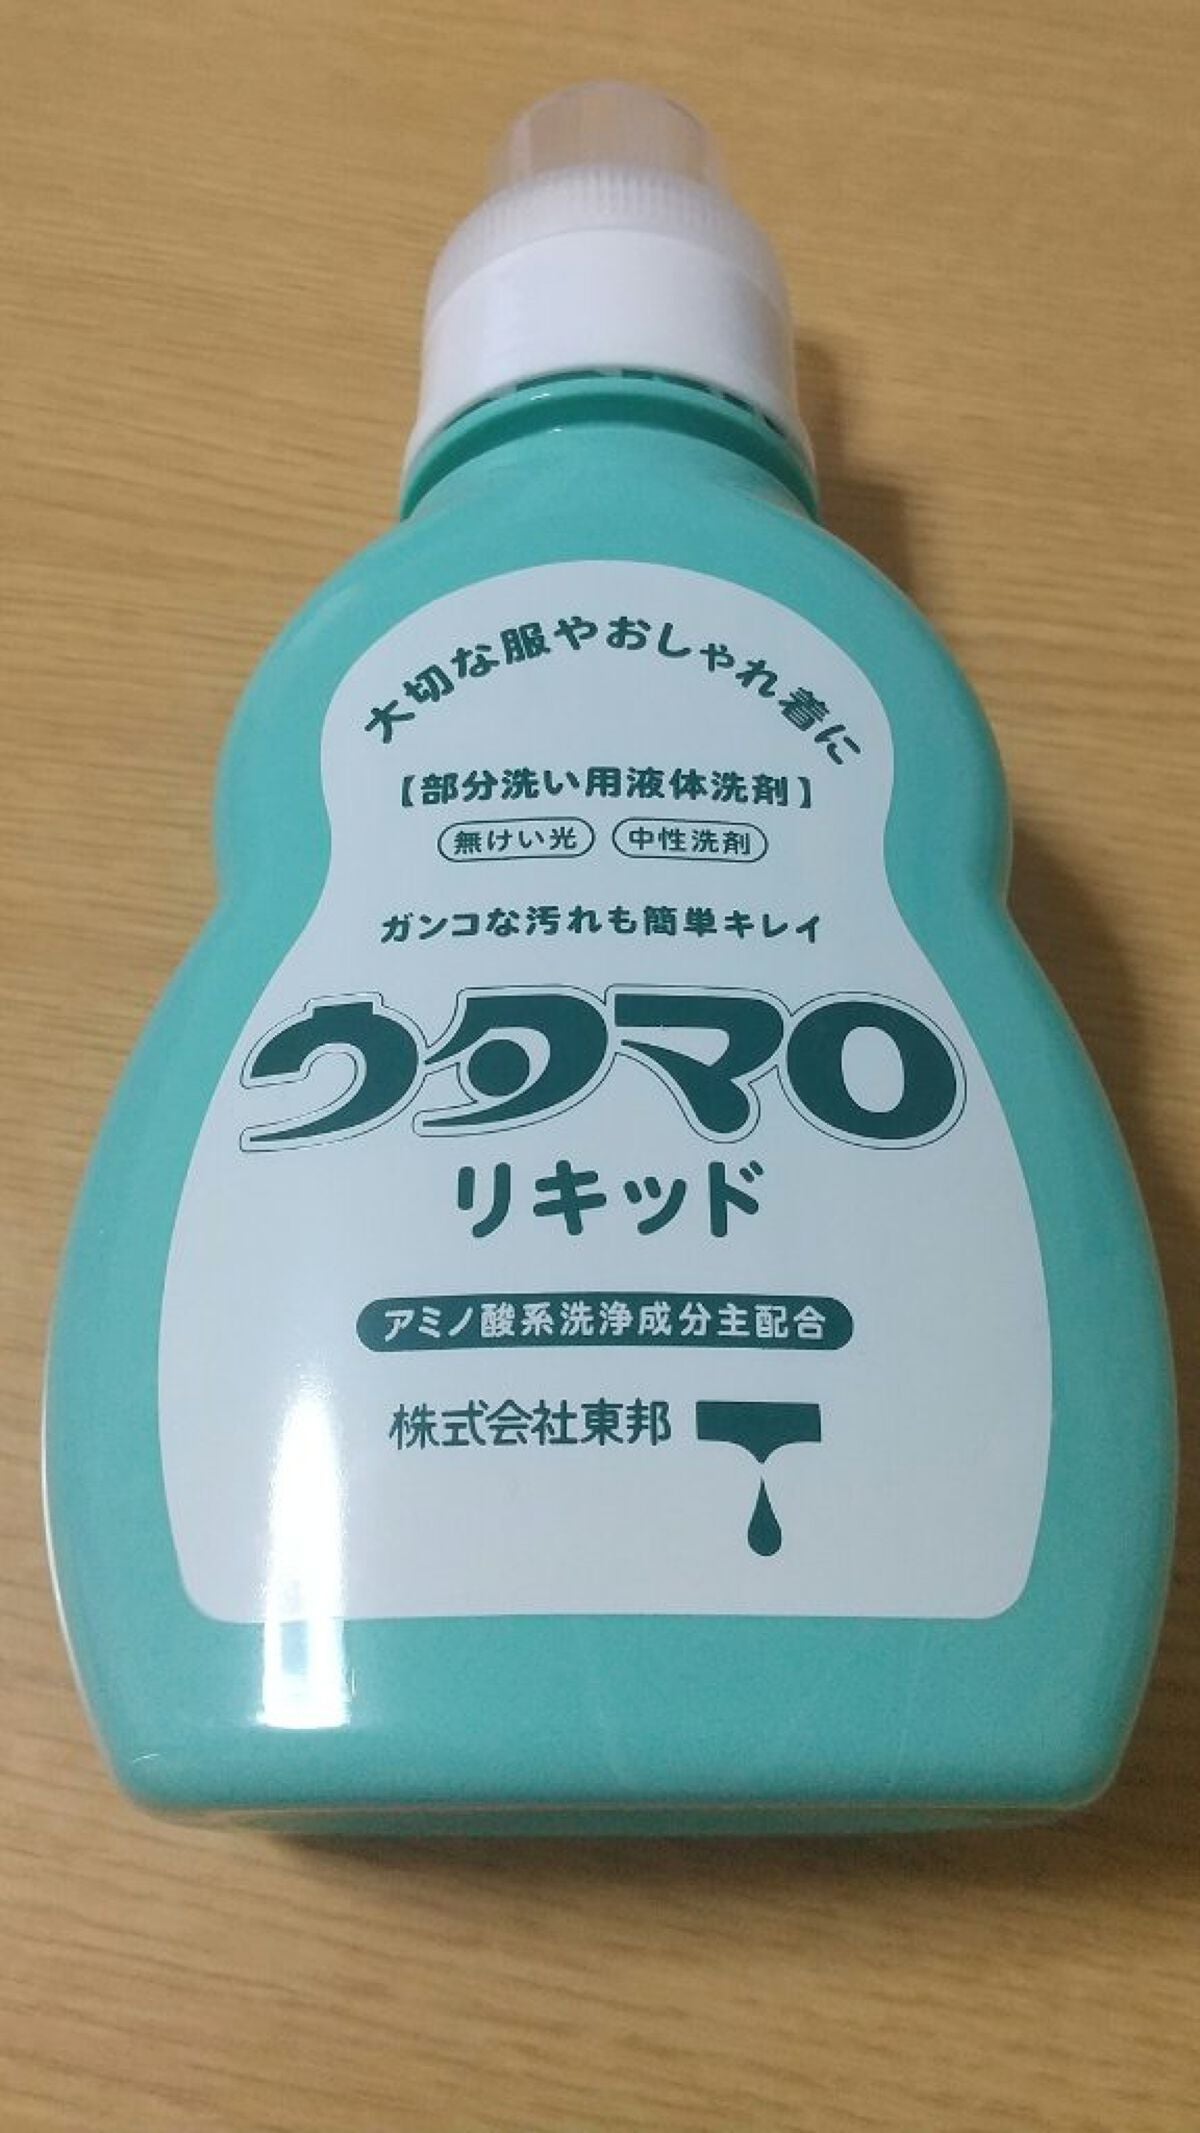 大切な服やおしゃれ着に
【部分洗い用液体洗剤】
無けい光 中性洗剤
ガンコな汚れも簡単キレイ
ウタマロ
リキッド
アミノ酸系洗浄成分主配合
株式会社東邦